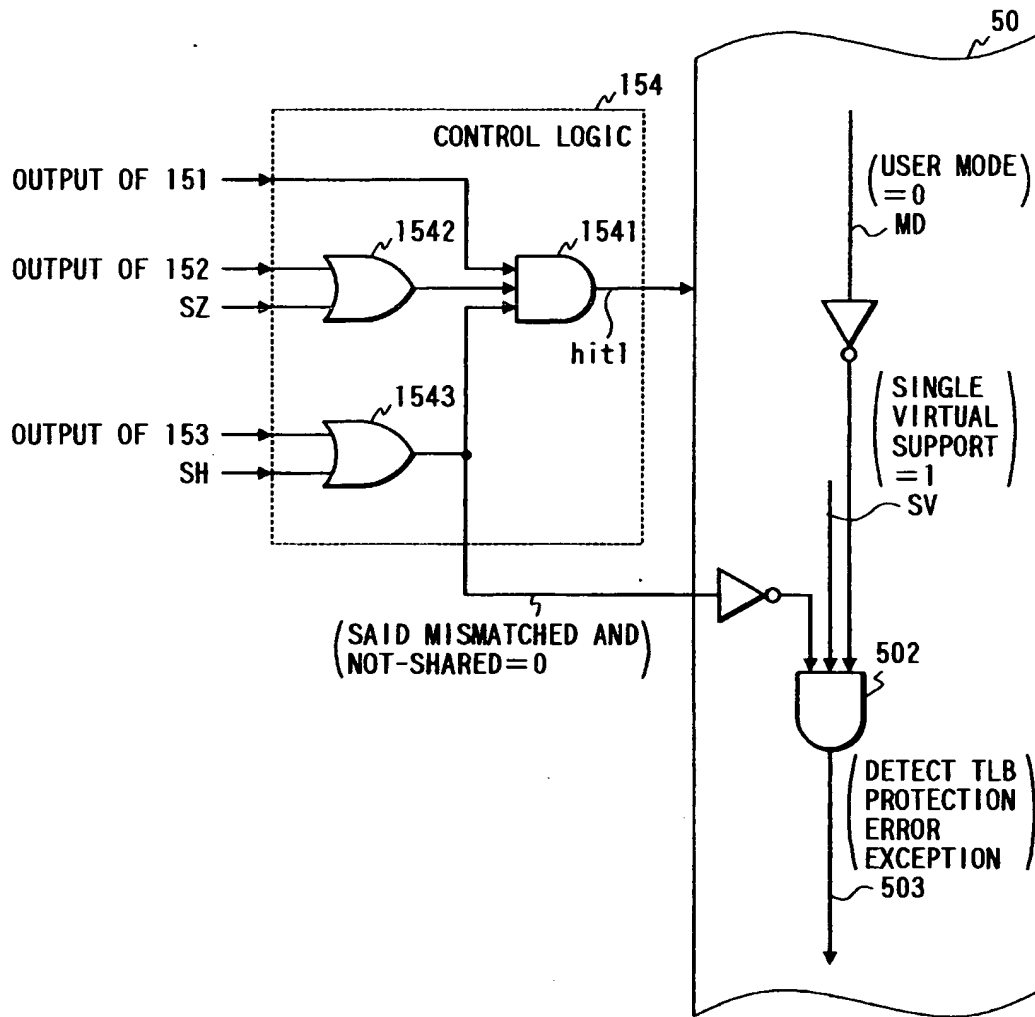 50
154
CONTROL LOGIC
OUTPUT OF 151
1542
1541
OUTPUT OF 152
SZ
hit1
1543
OUTPUT OF 153
SH
(USER MODE
=0)
MD
(SINGLE
VIRTUAL
SUPPORT
=1)
SV
(SAID MISMATCHED AND
NOT-SHARED=0)
502
(DETECT TLB
PROTECTION
ERROR
EXCEPTION)
503